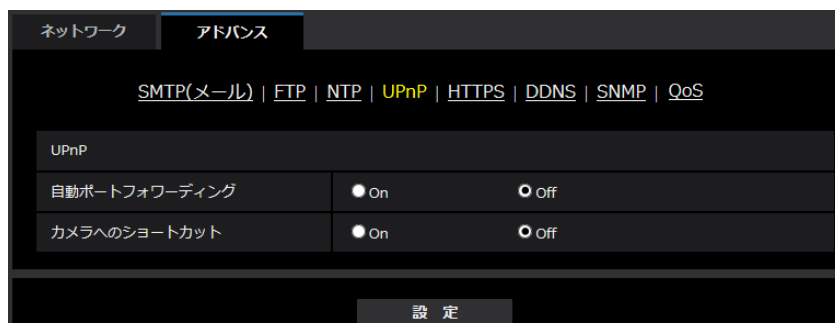 ネットワーク アドバンス
SMTP(メール) | FTP | NTP | UPnP | HTTPS | DDNS | SNMP | QoS
UPnP
自動ポートフォワーディング On Off
カメラへのショートカット On Off
設 定